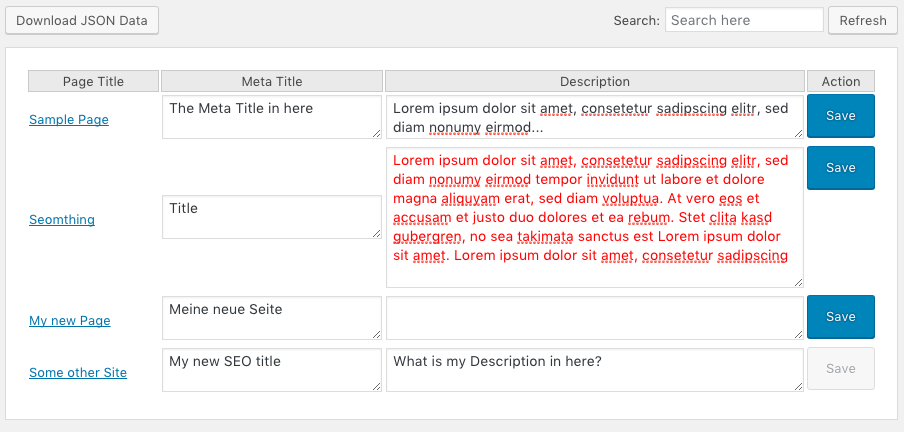 Download JSON Data Search: Search here Refresh
Page Title Meta Title Description Action
Sample Page
The Meta Title in here
Lorem ipsum dolor sit amet, consetetur sadipscing elitr, sed
diam nonumy eirmod...
Save
Seomthing
Title
Lorem ipsum dolor sit amet, consetetur sadipscing elitr, sed
diam nonumy eirmod tempor invidunt ut labore et dolore
magna aliquyam erat, sed diam voluptua. At vero eos et
accusam et justo duo dolores et ea rebum. Stet clita kasd
gubergren, no sea takimata sanctus est Lorem ipsum dolor
sit amet. Lorem ipsum dolor sit amet, consetetur sadipscing
Save
My new Page
Meine neue Seite
Save
Some other Site
My new SEO title
What is my Description in here?
Save